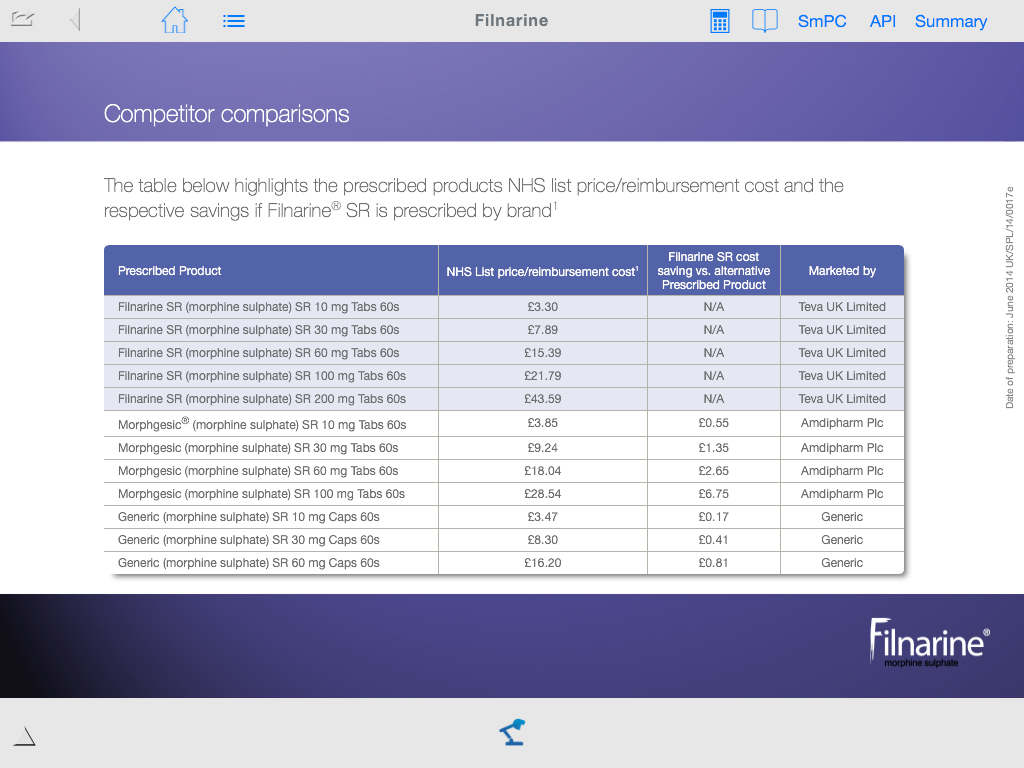 Filnarine
SmPC API Summary
Competitor comparisons
The table below highlights the prescribed products NHS list price/reimbursement cost and the
respective savings if Filnarine® SR is prescribed by brand¹
Prescribed Product NHS List price/reimbursement cost¹ Filnarine SR cost saving vs. alternative Prescribed Product Marketed by
Filnarine SR (morphine sulphate) SR 10 mg Tabs 60s £3.30 N/A Teva UK Limited
Filnarine SR (morphine sulphate) SR 30 mg Tabs 60s £7.89 N/A Teva UK Limited
Filnarine SR (morphine sulphate) SR 60 mg Tabs 60s £15.39 N/A Teva UK Limited
Filnarine SR (morphine sulphate) SR 100 mg Tabs 60s £21.79 N/A Teva UK Limited
Filnarine SR (morphine sulphate) SR 200 mg Tabs 60s £43.59 N/A Teva UK Limited
Morphgesic® (morphine sulphate) SR 10 mg Tabs 60s £3.85 £0.55 Amdipharm Plc
Morphgesic (morphine sulphate) SR 30 mg Tabs 60s £9.24 £1.35 Amdipharm Plc
Morphgesic (morphine sulphate) SR 60 mg Tabs 60s £18.04 £2.65 Amdipharm Plc
Morphgesic (morphine sulphate) SR 100 mg Tabs 60s £28.54 £6.75 Amdipharm Plc
Generic (morphine sulphate) SR 10 mg Caps 60s £3.47 £0.17 Generic
Generic (morphine sulphate) SR 30 mg Caps 60s £8.30 £0.41 Generic
Generic (morphine sulphate) SR 60 mg Caps 60s £16.20 £0.81 Generic
Date of preparation: June 2014 UK/SPL/14/0017e
Filnarine®
morphine sulphate